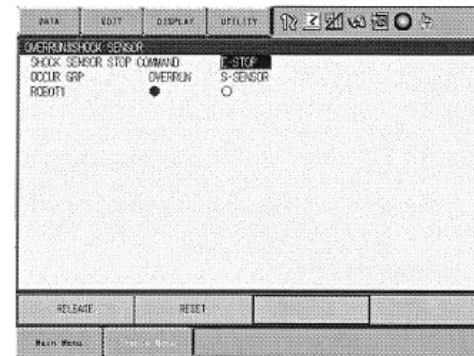 DATA EDIT DISPLAY UTILITY
OVERRUN&SHOCK SENSOR
SHOCK SENSOR STOP COMMAND E-STOP
OCCUR GRP OVERRUN S-SENSOR
ROBOT1
RELEASE RESET
Main Menu